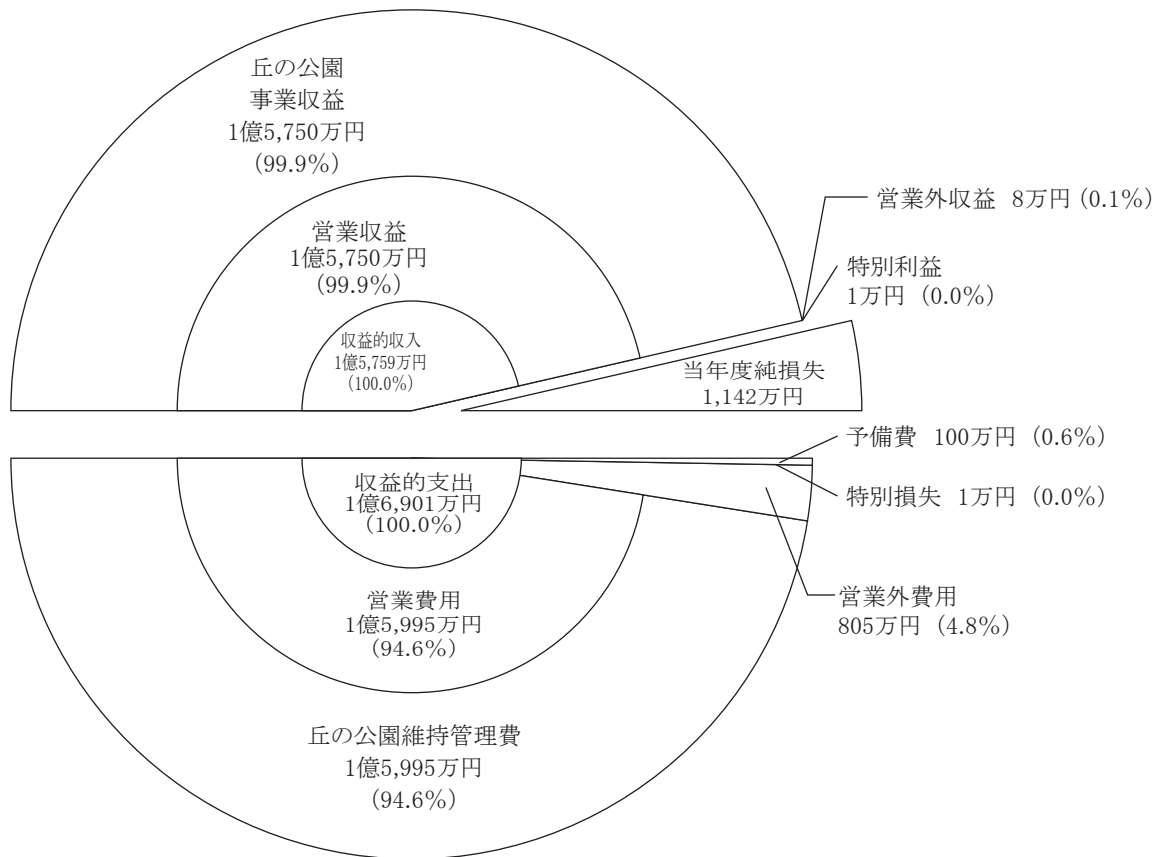 丘の公園
事業収益
1億5,750万円
(99.9%)
営業収益
1億5,750万円
(99.9%)
収益的収入
1億5,759万円
(100.0%)
営業外収益 8万円 (0.1%)
特別利益
1万円 (0.0%)
当年度純損失
1,142万円
予備費 100万円 (0.6%)
特別損失 1万円 (0.0%)
営業外費用
805万円 (4.8%)
収益的支出
1億6,901万円
(100.0%)
営業費用
1億5,995万円
(94.6%)
丘の公園維持管理費
1億5,995万円
(94.6%)